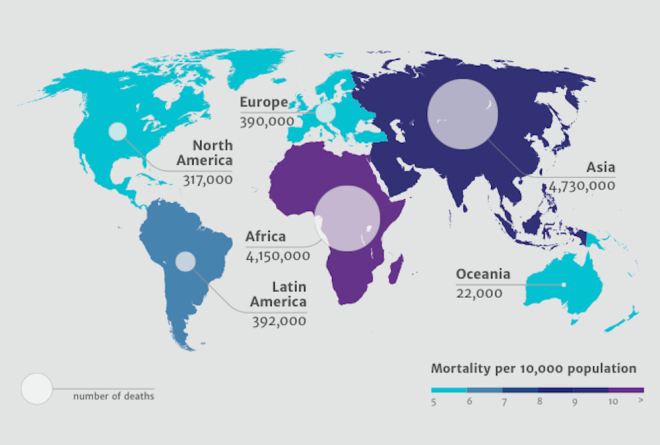 Europe
390,000
North
America
317,000
Asia
4,730,000
Africa
4,150,000
Latin
America
392,000
Oceania
22,000
number of deaths
Mortality per 10,000 population
5 6 7 8 9 10 >